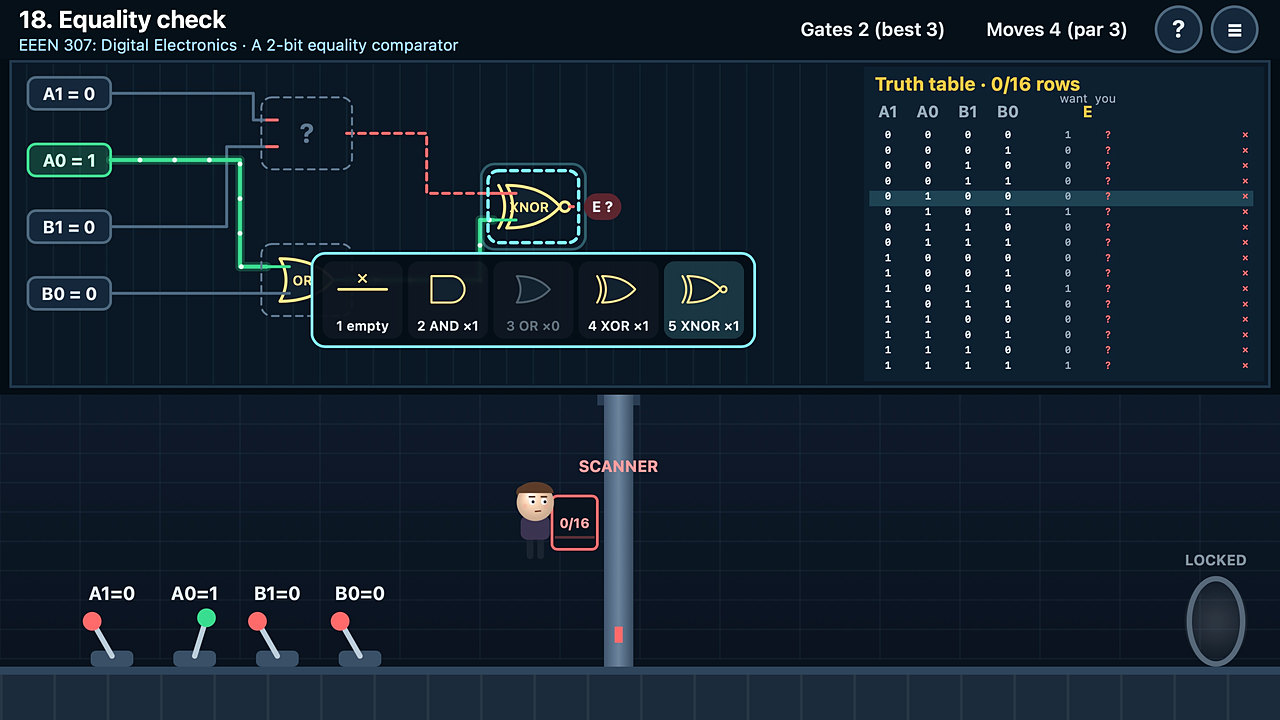 18. Equality check
EEEN 307: Digital Electronics · A 2-bit equality comparator
Gates 2 (best 3)
Moves 4 (par 3)
?
≡
A1 = 0
A0 = 1
B1 = 0
B0 = 0
?
OR
XNOR
E ?
1 empty
2 AND ×1
3 OR ×0
4 XOR ×1
5 XNOR ×1
Truth table · 0/16 rows
want you
A1 A0 B1 B0 E
0 0 0 0 1 ? ×
0 0 0 1 0 ? ×
0 0 1 0 0 ? ×
0 0 1 1 0 ? ×
0 1 0 0 0 ? ×
0 1 0 1 1 ? ×
0 1 1 0 0 ? ×
0 1 1 1 0 ? ×
1 0 0 0 0 ? ×
1 0 0 1 0 ? ×
1 0 1 0 1 ? ×
1 0 1 1 0 ? ×
1 1 0 0 0 ? ×
1 1 0 1 0 ? ×
1 1 1 0 0 ? ×
1 1 1 1 1 ? ×
SCANNER
0/16
LOCKED
A1=0
A0=1
B1=0
B0=0